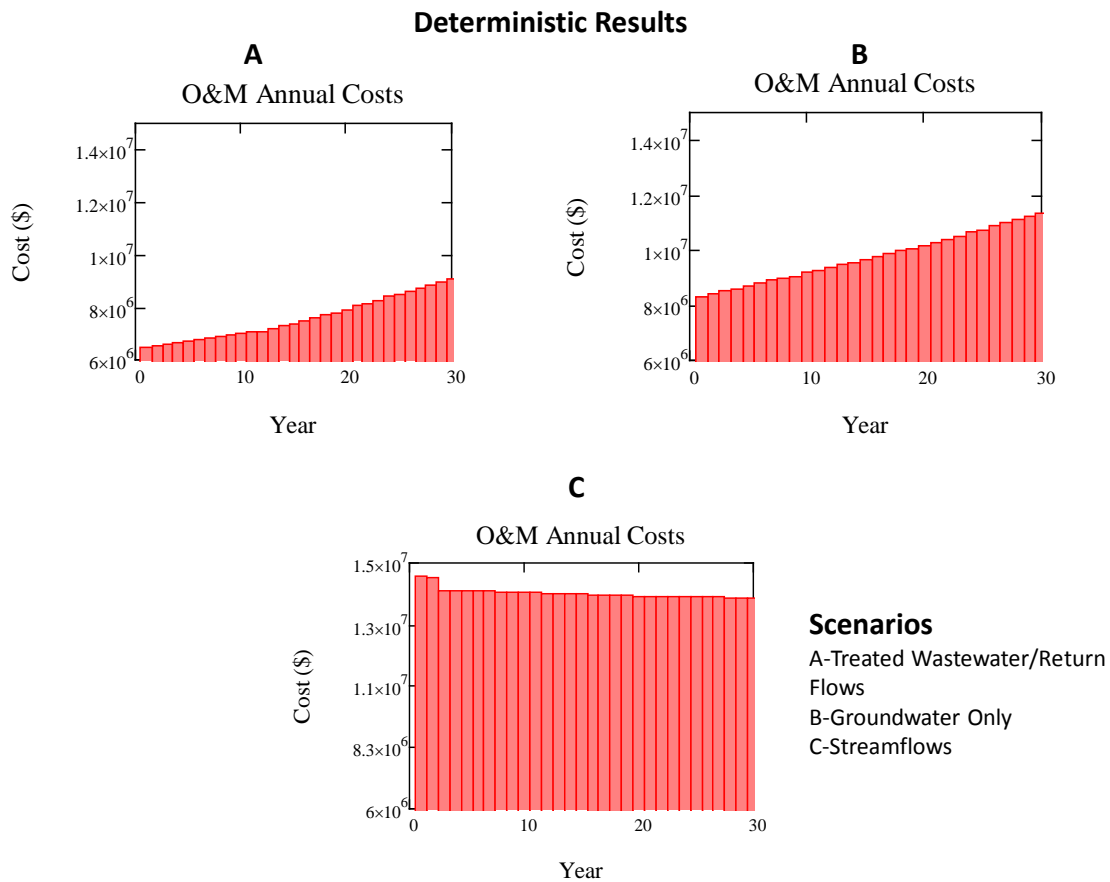 Deterministic Results
A
O&M Annual Costs
1.4×10^7
1.2×10^7
1×10^7
8×10^6
6×10^6
Cost ($)
0 10 20 30
Year
B
O&M Annual Costs
1.4×10^7
1.2×10^7
1×10^7
8×10^6
6×10^6
Cost ($)
0 10 20 30
Year
C
O&M Annual Costs
1.5×10^7
1.3×10^7
1.1×10^7
8.3×10^6
6×10^6
Cost ($)
0 10 20 30
Year
Scenarios
A-Treated Wastewater/Return
Flows
B-Groundwater Only
C-Streamflows